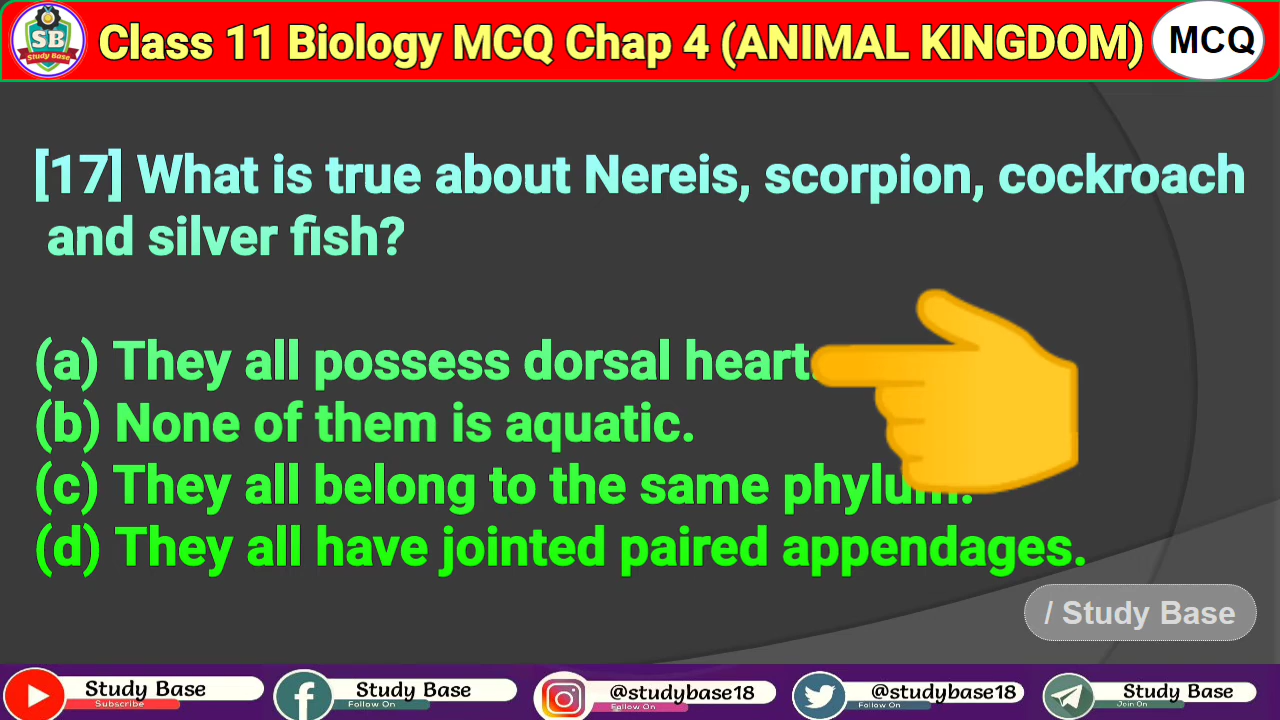 SB
Study Base
Class 11 Biology MCQ Chap 4 (ANIMAL KINGDOM)
MCQ
[17] What is true about Nereis, scorpion, cockroach
and silver fish?
(a) They all possess dorsal heart.
(b) None of them is aquatic.
(c) They all belong to the same phylum.
(d) They all have jointed paired appendages.
/ Study Base
Study Base
Subscribe
Study Base
Follow On
@studybase18
Follow On
@studybase18
Follow On
Study Base
Join On